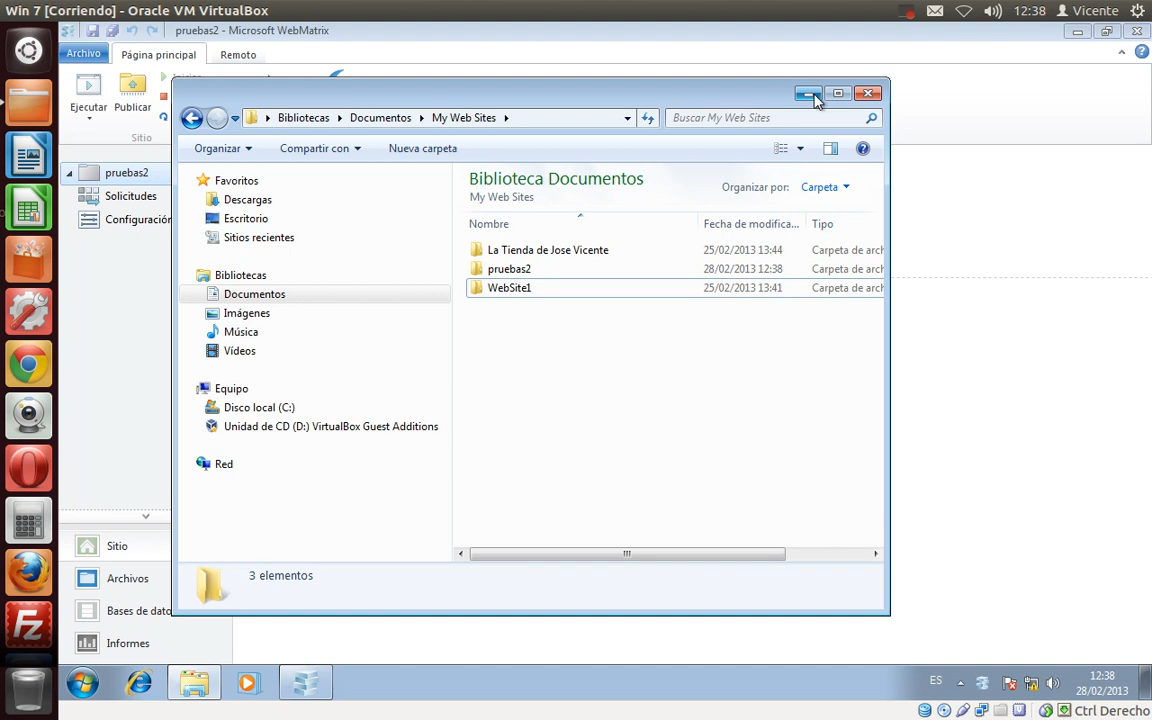 Win 7 [Corriendo] - Oracle VM VirtualBox
12:38
Vicente
pruebas2 - Microsoft WebMatrix
Archivo
Página principal
Remoto
Ejecutar
Publicar
Sitio
pruebas2
Solicitudes
Configuración
Bibliotecas
Documentos
My Web Sites
Buscar My Web Sites
Organizar
Compartir con
Nueva carpeta
Favoritos
Descargas
Escritorio
Sitios recientes
Bibliotecas
Documentos
Imágenes
Música
Vídeos
Equipo
Disco local (C:)
Unidad de CD (D:) VirtualBox Guest Additions
Red
Biblioteca Documentos
My Web Sites
Organizar por:
Carpeta
Nombre
Fecha de modifica...
Tipo
La Tienda de Jose Vicente
25/02/2013 13:44
Carpeta de arch
pruebas2
28/02/2013 12:38
Carpeta de arch
WebSite1
25/02/2013 13:41
Carpeta de arch
3 elementos
Sitio
Archivos
Bases de dato
Informes
ES
12:38
28/02/2013
Ctrl Derecho